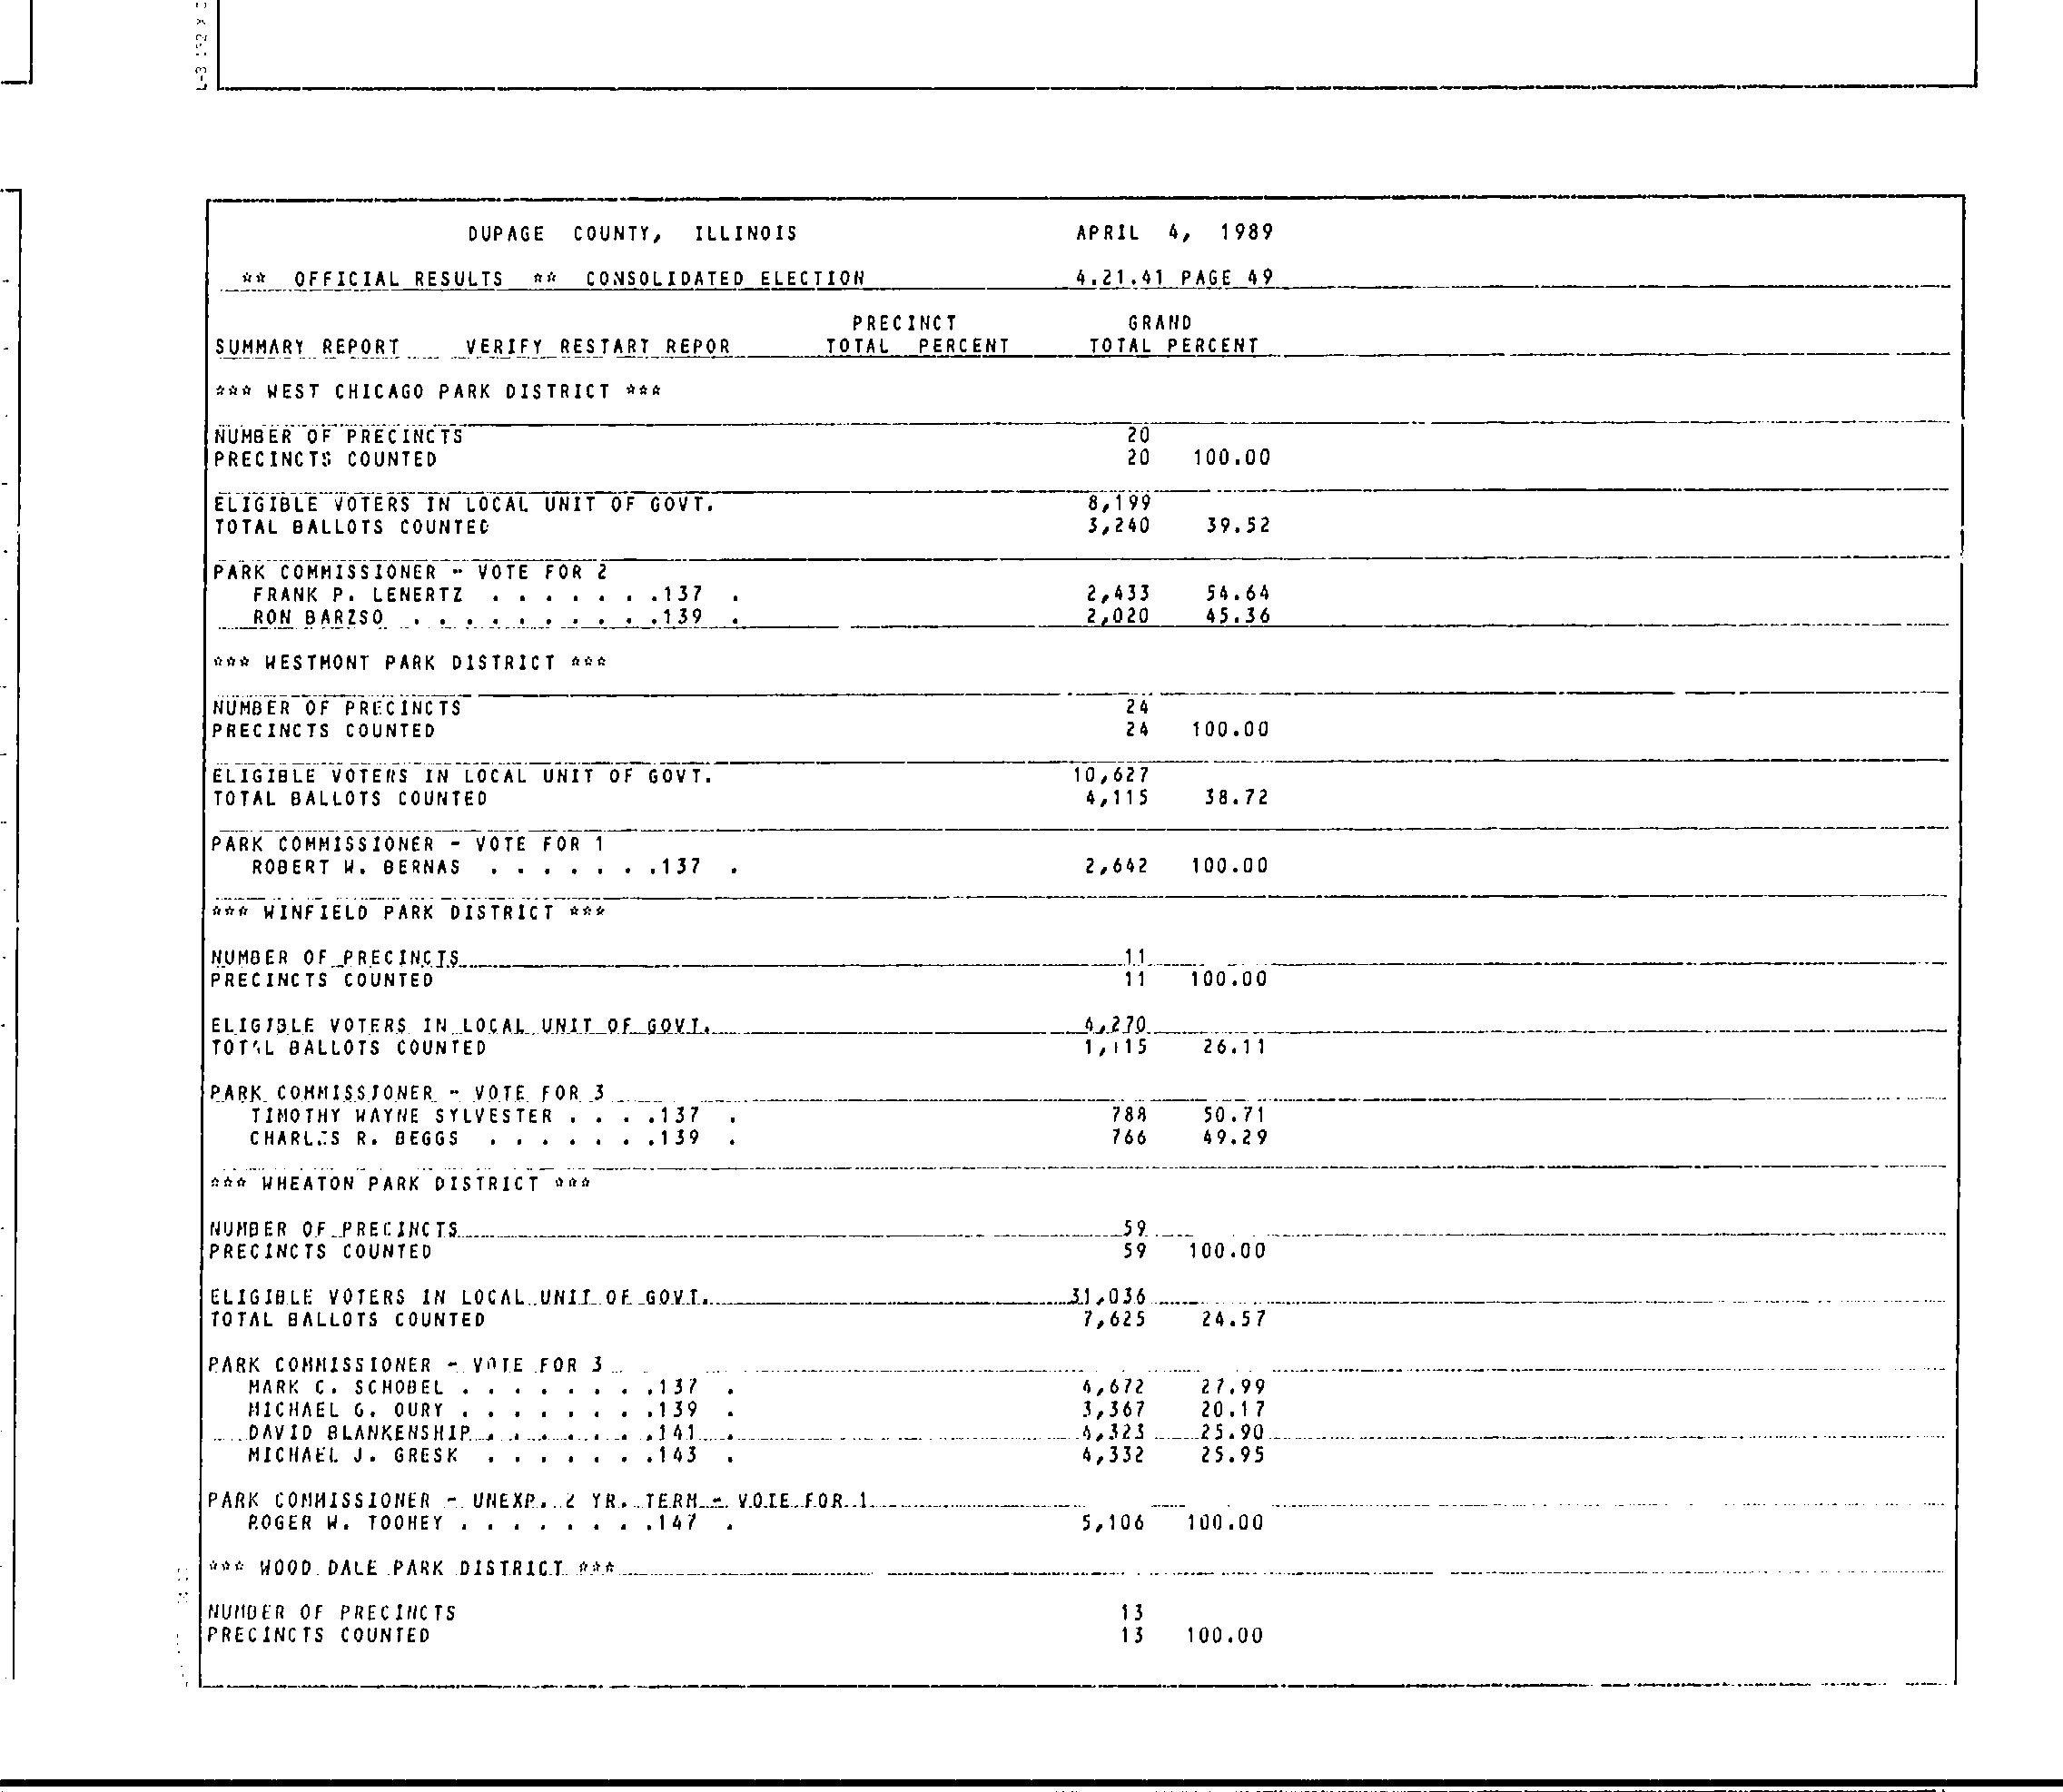 DUPAGE COUNTY, ILLINOIS APRIL 4, 1989
** OFFICIAL RESULTS ** CONSOLIDATED ELECTION 4.21.41 PAGE 49
PRECINCT GRAND
SUMMARY REPORT VERIFY RESTART REPOR TOTAL PERCENT TOTAL PERCENT
*** WEST CHICAGO PARK DISTRICT ***
NUMBER OF PRECINCTS 20
PRECINCTS COUNTED 20 100.00
ELIGIBLE VOTERS IN LOCAL UNIT OF GOVT. 8,199
TOTAL BALLOTS COUNTED 3,240 39.52
PARK COMMISSIONER - VOTE FOR 2
FRANK P. LENERTZ . . . . . . .137 . 2,433 54.64
RON BARZSO . . . . . . . . . .139 . 2,020 45.36
*** WESTMONT PARK DISTRICT ***
NUMBER OF PRECINCTS 24
PRECINCTS COUNTED 24 100.00
ELIGIBLE VOTERS IN LOCAL UNIT OF GOVT. 10,627
TOTAL BALLOTS COUNTED 4,115 38.72
PARK COMMISSIONER - VOTE FOR 1
ROBERT W. BERNAS . . . . . . .137 . 2,642 100.00
*** WINFIELD PARK DISTRICT ***
NUMBER OF PRECINCTS 11
PRECINCTS COUNTED 11 100.00
ELIGIBLE VOTERS IN LOCAL UNIT OF GOVT. 4,270
TOTAL BALLOTS COUNTED 1,115 26.11
PARK COMMISSIONER - VOTE FOR 3
TIMOTHY WAYNE SYLVESTER . . . .137 . 788 50.71
CHARLES R. BEGGS . . . . . . .139 . 766 49.29
*** WHEATON PARK DISTRICT ***
NUMBER OF PRECINCTS 59
PRECINCTS COUNTED 59 100.00
ELIGIBLE VOTERS IN LOCAL UNIT OF GOVT. 31,036
TOTAL BALLOTS COUNTED 7,625 24.57
PARK COMMISSIONER - VOTE FOR 3
MARK C. SCHOBEL . . . . . . . .137 . 4,672 27.99
MICHAEL G. OURY . . . . . . . .139 . 3,367 20.17
DAVID BLANKENSHIP . . . . . . .141 . 4,323 25.90
MICHAEL J. GRESK . . . . . . .143 . 4,332 25.95
PARK COMMISSIONER - UNEXP. 2 YR. TERM - VOTE FOR 1
ROGER W. TOOHEY . . . . . . . .147 . 5,106 100.00
*** WOOD DALE PARK DISTRICT ***
NUMBER OF PRECINCTS 13
PRECINCTS COUNTED 13 100.00